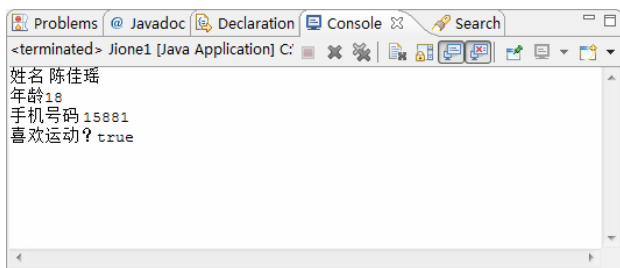 Problems @ Javadoc Declaration Console Search
<terminated> Jione1 [Java Application] C:
姓名 陈佳瑶
年龄18
手机号码 15881
喜欢运动？true